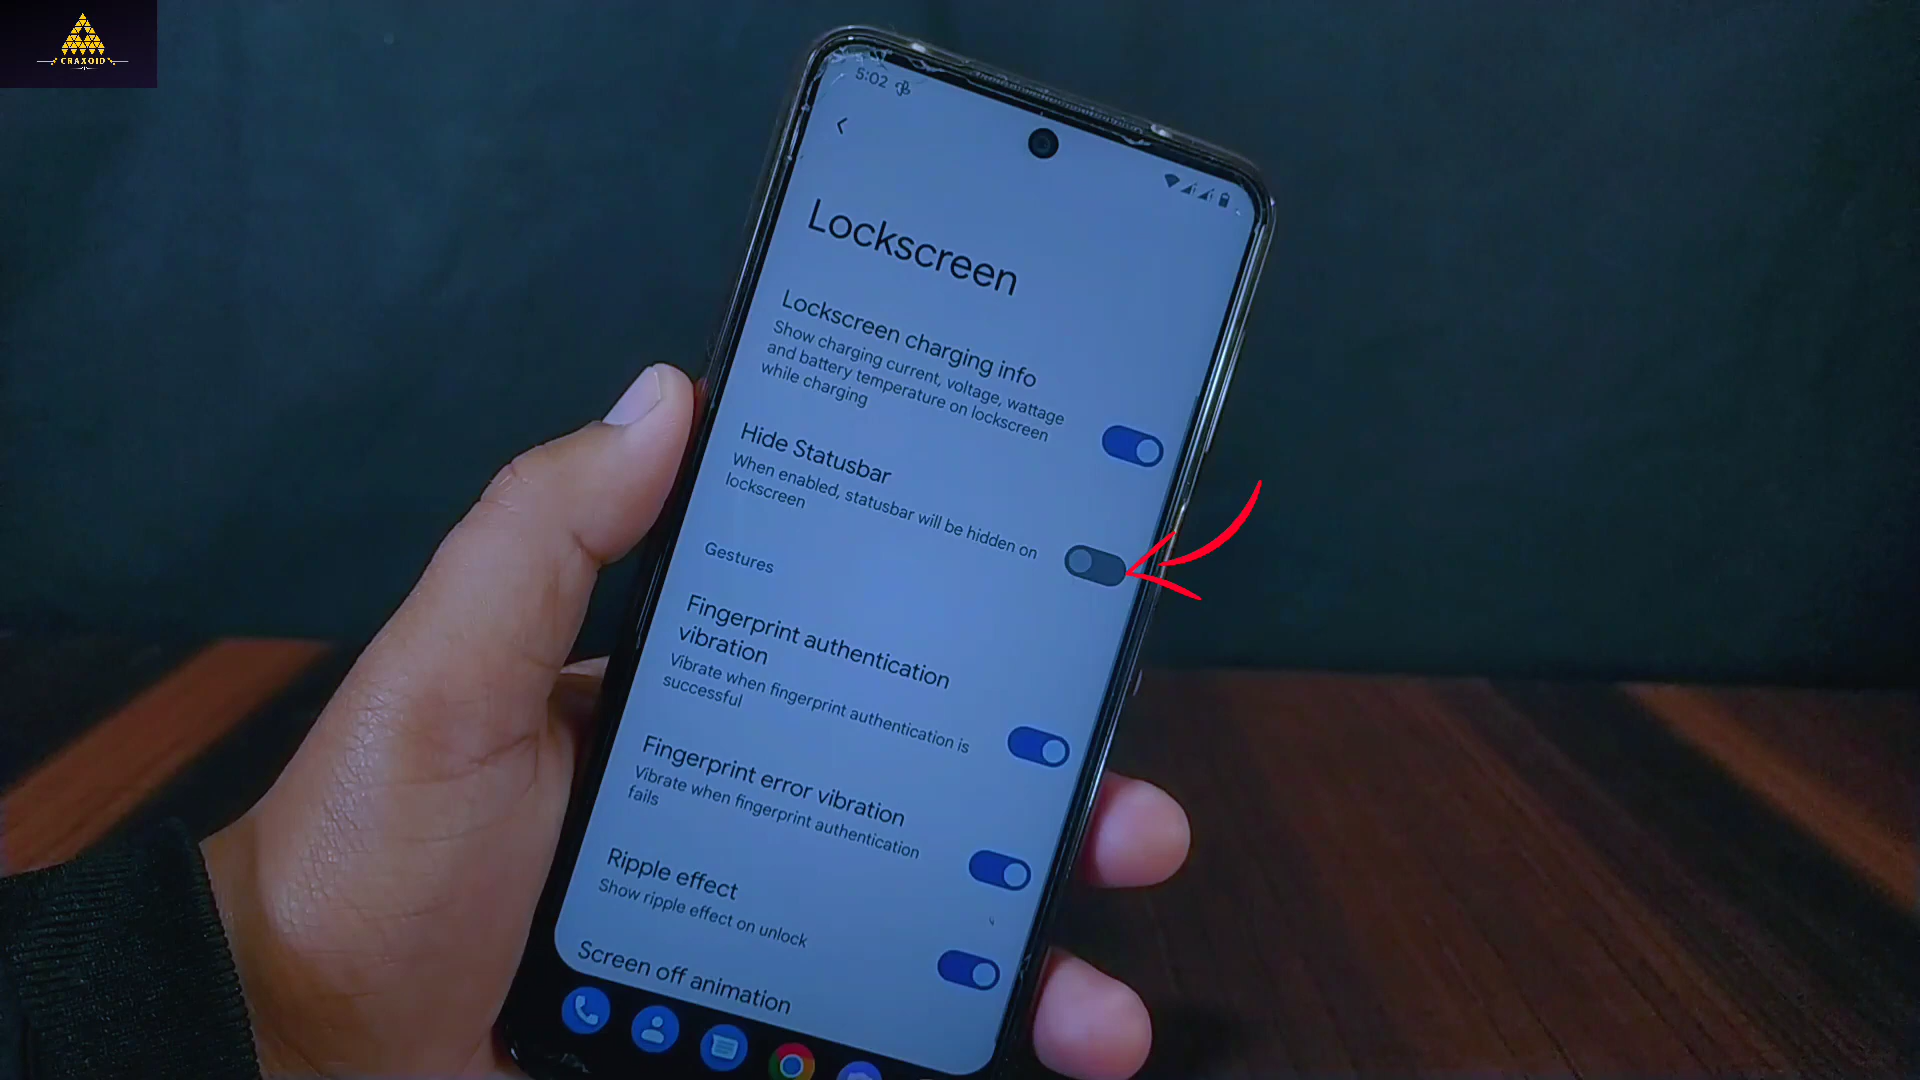 CRAXOID
5:02
Lockscreen
Lockscreen charging info
Show charging current, voltage, wattage
and battery temperature on lockscreen
while charging
Hide Statusbar
When enabled, statusbar will be hidden on
lockscreen
Gestures
Fingerprint authentication
vibration
Vibrate when fingerprint authentication is
successful
Fingerprint error vibration
Vibrate when fingerprint authentication
fails
Ripple effect
Show ripple effect on unlock
Screen off animation